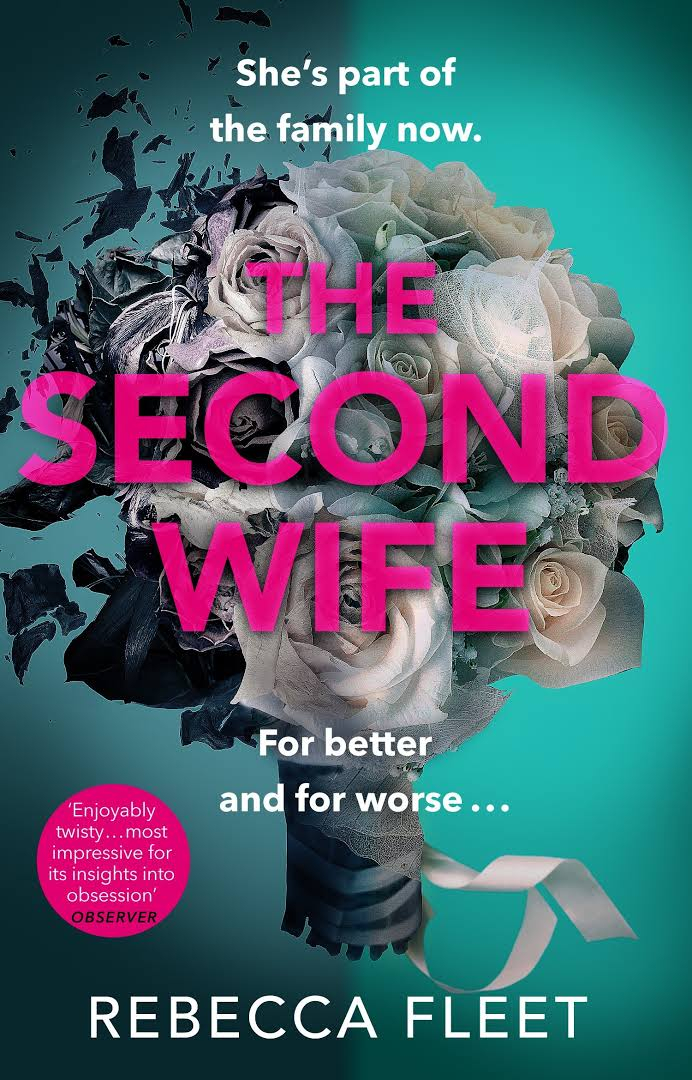 She’s part of
the family now.
THE
SECOND
WIFE
For better
and for worse...
‘Enjoyably
twisty...most
impressive for
its insights into
obsession’
OBSERVER
REBECCA FLEET